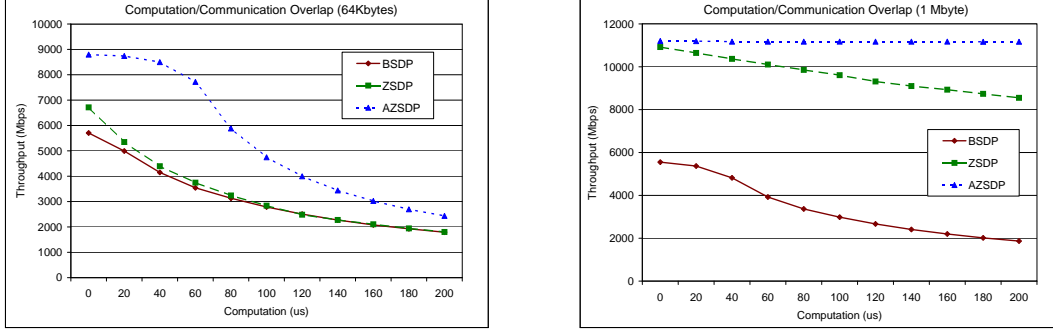 Computation/Communication Overlap (64Kbytes)
10000
9000
8000
7000
6000
5000
4000
3000
2000
1000
0
Throughput (Mbps)
BSDP
ZSDP
AZSDP
0 20 40 60 80 100 120 140 160 180 200
Computation (us)
Computation/Communication Overlap (1 Mbyte)
12000
10000
8000
6000
4000
2000
0
Throughput (Mbps)
BSDP
ZSDP
AZSDP
0 20 40 60 80 100 120 140 160 180 200
Computation (us)